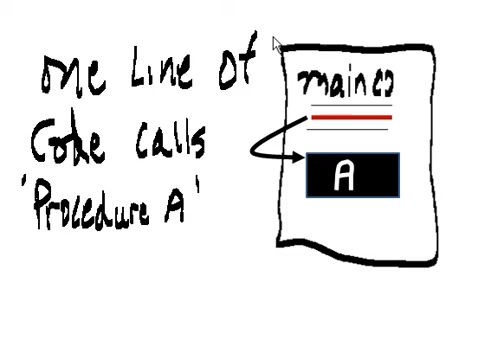 one Line of
Code calls
'Procedure A'
main()
A